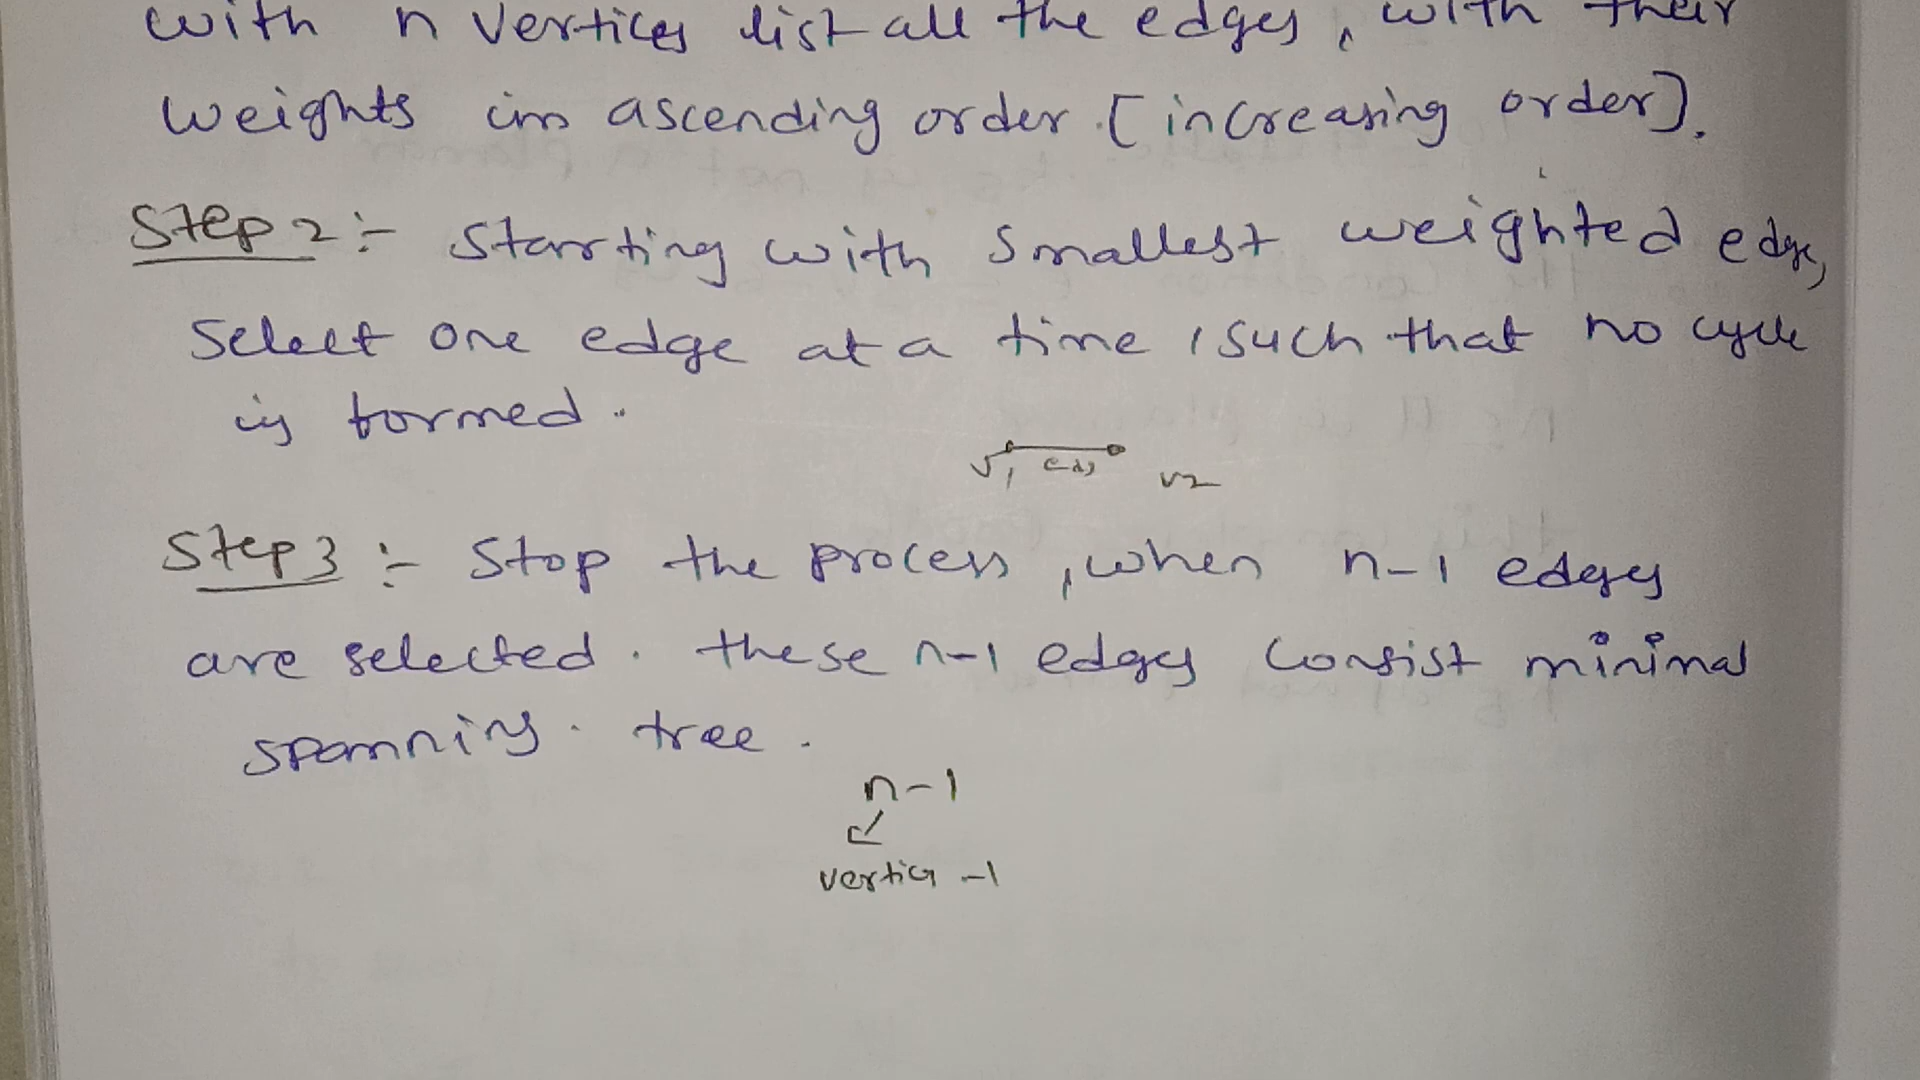 with n vertices list all the edges, with their
weights in ascending order. [increasing order].
Step 2 :- Starting with smallest weighted edge,
Select one edge at a time, such that no cycle
is formed.
v1 v2
Step 3 :- Stop the process, when n-1 edges
are selected. these n-1 edges consist minimal
spanning. tree.
n-1
-1